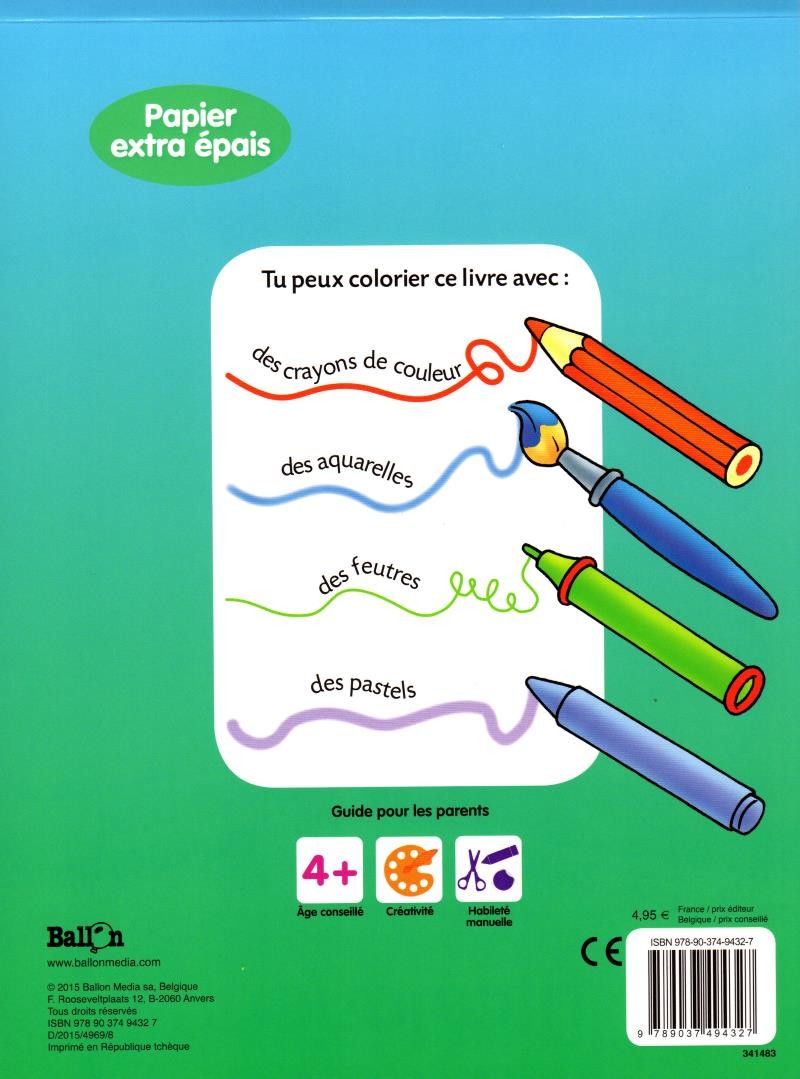 Papier
extra épais
Tu peux colorier ce livre avec :
des crayons de couleur
des aquarelles
des feutres
des pastels
Guide pour les parents
4+
Âge conseillé
Créativité
Habileté
manuelle
Ballon
www.ballonmedia.com
© 2015 Ballon Media sa, Belgique
F. Rooseveltplaats 12, B-2060 Anvers
Tous droits réservés
ISBN 978 90 374 9432 7
D/2015/4969/8
Imprimé en République tchèque
4,95 €
France / prix éditeur
Belgique / prix conseillé
CE
ISBN 978-90-374-9432-7
9 789037 494327
341483